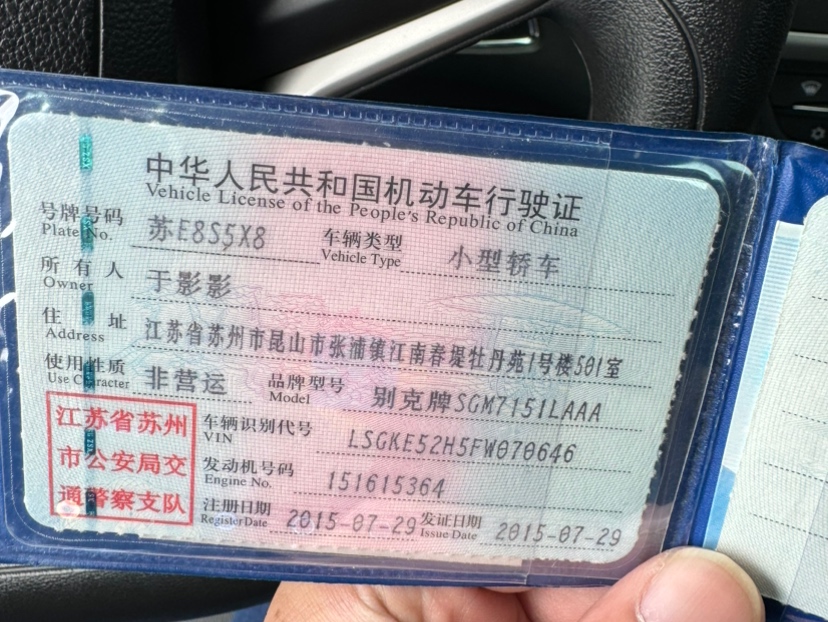 中华人民共和国机动车行驶证
Vehicle License of the People's Republic of China
号牌号码 苏E8S5X8 车辆类型 小型轿车
Plate No. Vehicle Type
所有人 于影影
Owner
住址 江苏省苏州市昆山市张浦镇江南春堤牡丹苑1号楼501室
Address
使用性质 非营运 品牌型号 别克牌SGM7151LAAA
Use Character Model
江苏省苏州
市公安局交
通警察支队
车辆识别代号 LSGKE52H5FW070646
VIN
发动机号码 151615364
Engine No.
注册日期 2015-07-29 发证日期 2015-07-29
Register Date Issue Date